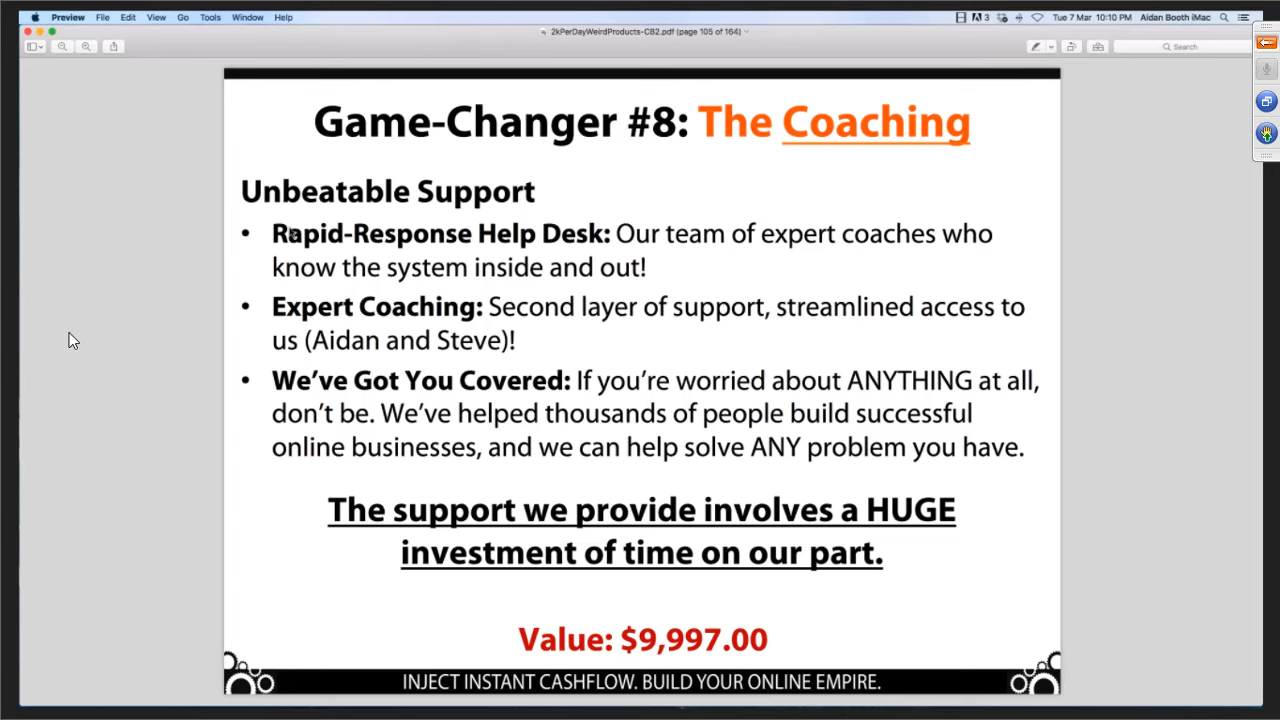 Preview File Edit View Go Tools Window Help
3 Tue 7 Mar 10:10 PM Aidan Booth iMac
2kPerDayWeirdProducts-CB2.pdf (page 105 of 164)
Search
Game-Changer #8: The Coaching
Unbeatable Support
• Rapid-Response Help Desk: Our team of expert coaches who
know the system inside and out!
• Expert Coaching: Second layer of support, streamlined access to
us (Aidan and Steve)!
• We’ve Got You Covered: If you’re worried about ANYTHING at all,
don’t be. We’ve helped thousands of people build successful
online businesses, and we can help solve ANY problem you have.
The support we provide involves a HUGE
investment of time on our part.
Value: $9,997.00
INJECT INSTANT CASHFLOW. BUILD YOUR ONLINE EMPIRE.